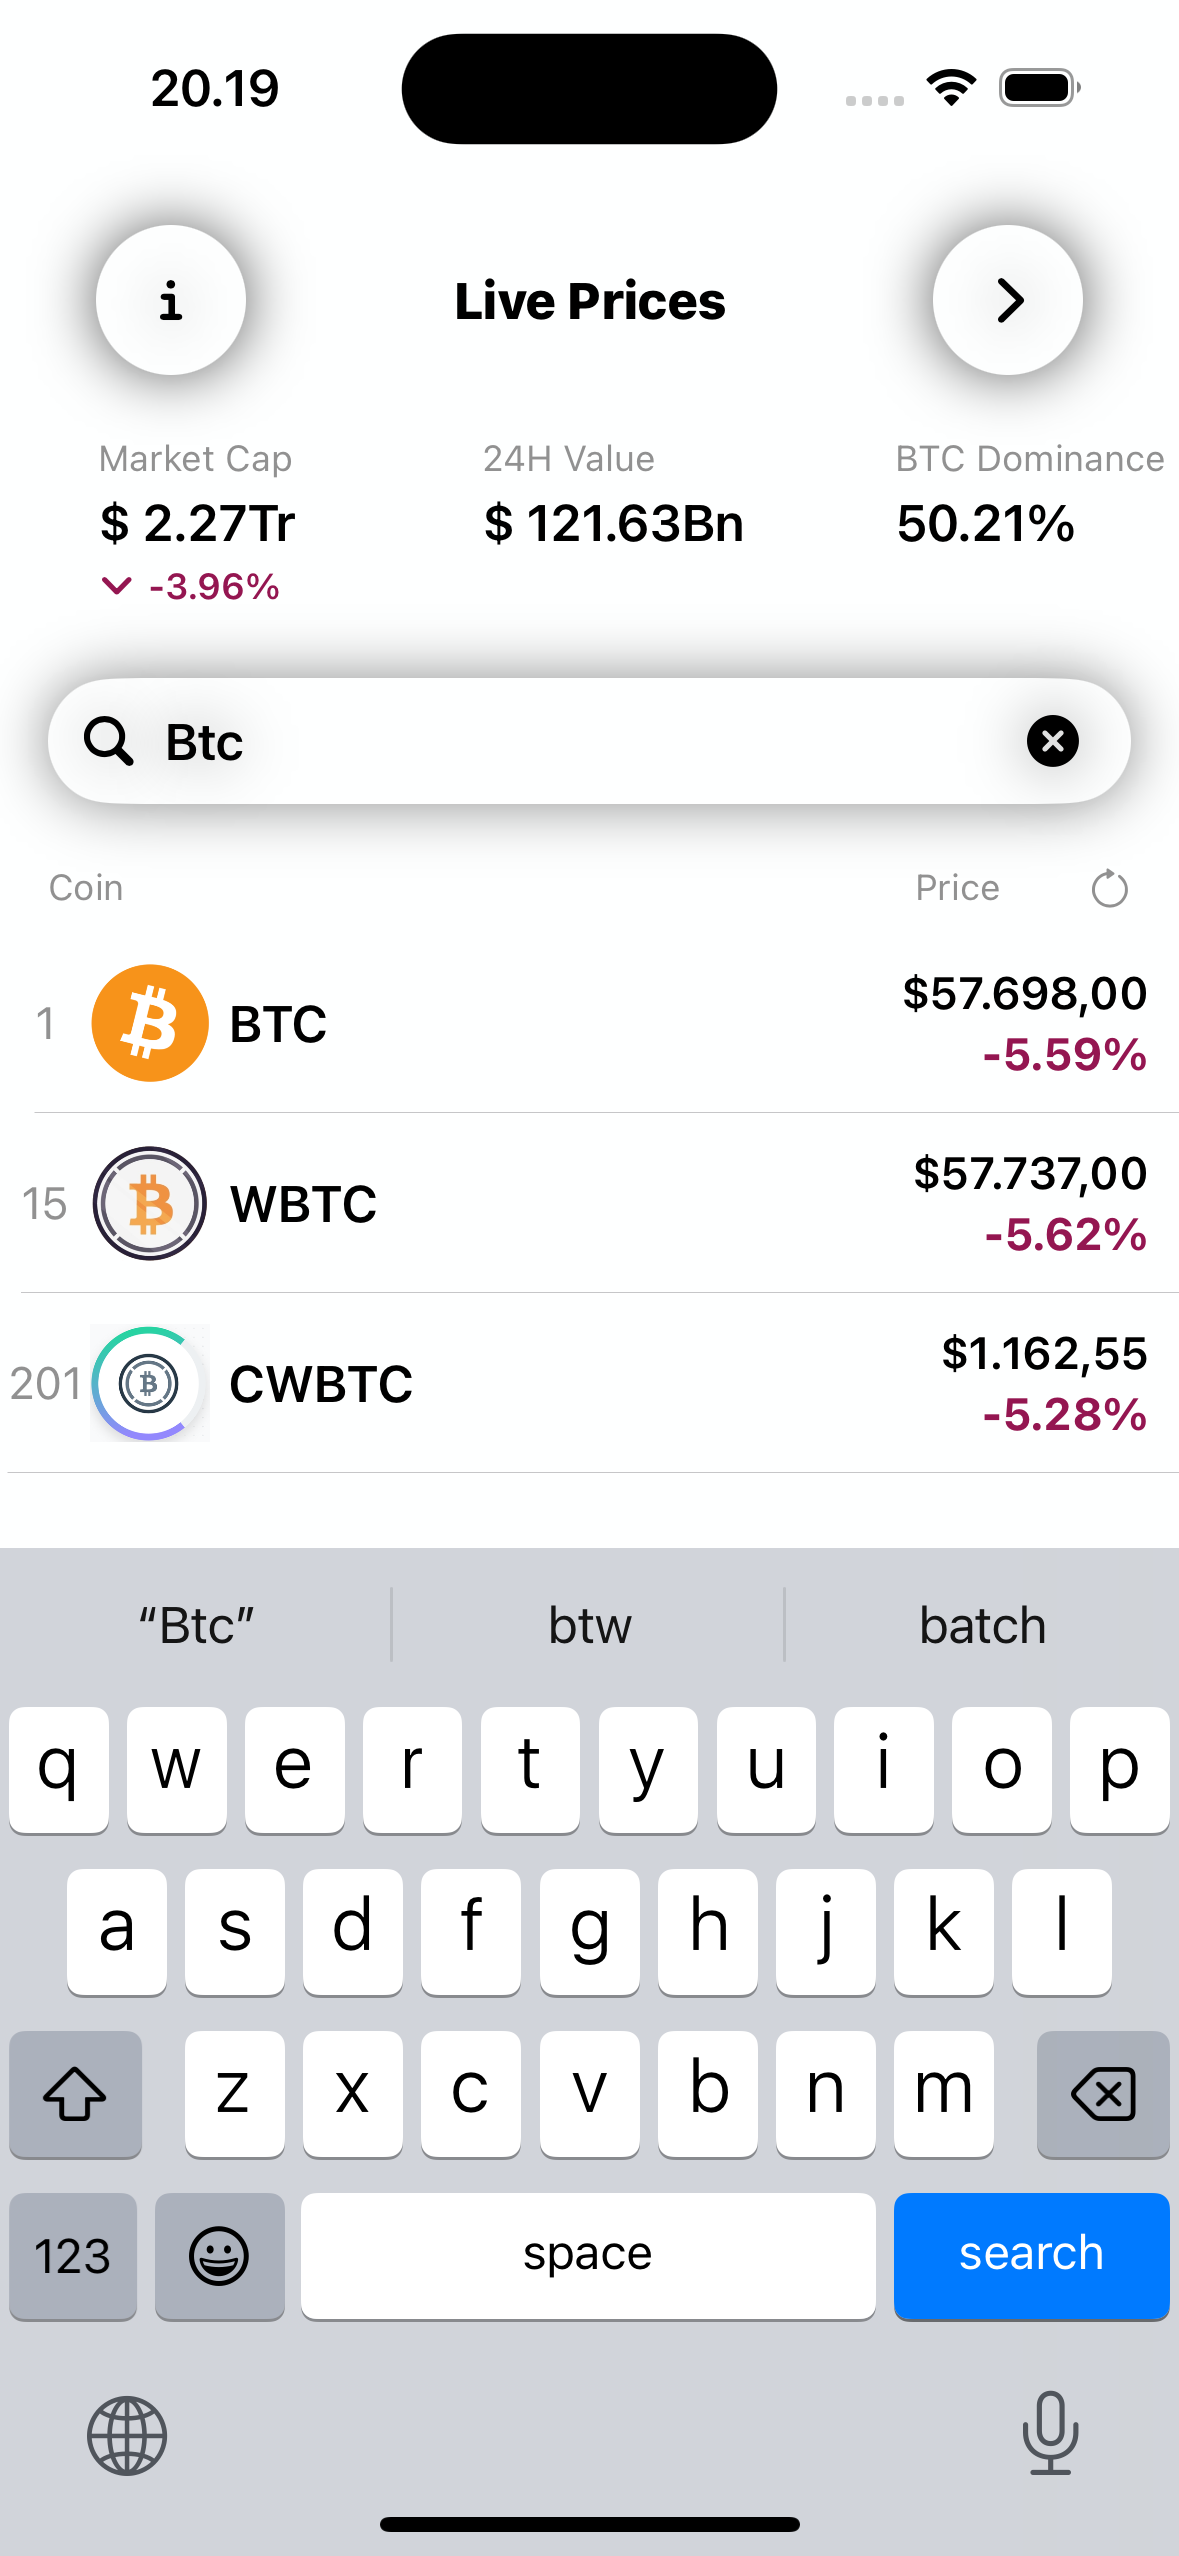 20.19
i
Live Prices
Market Cap 24H Value BTC Dominance
$ 2.27Tr $ 121.63Bn 50.21%
-3.96%
Btc
Coin Price
1 BTC $57.698,00
-5.59%
15 WBTC $57.737,00
-5.62%
201 CWBTC $1.162,55
-5.28%
“Btc” btw batch
q w e r t y u i o p
a s d f g h j k l
z x c v b n m
123 space search